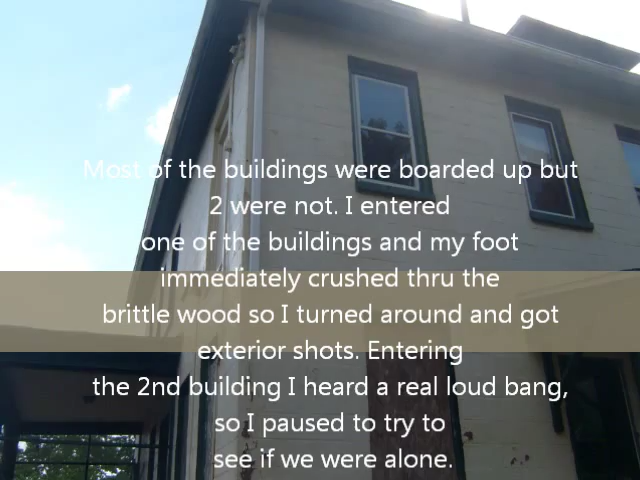 Most of the buildings were boarded up but
2 were not. I entered
one of the buildings and my foot
immediately crushed thru the
brittle wood so I turned around and got
exterior shots. Entering
the 2nd building I heard a real loud bang,
so I paused to try to
see if we were alone.